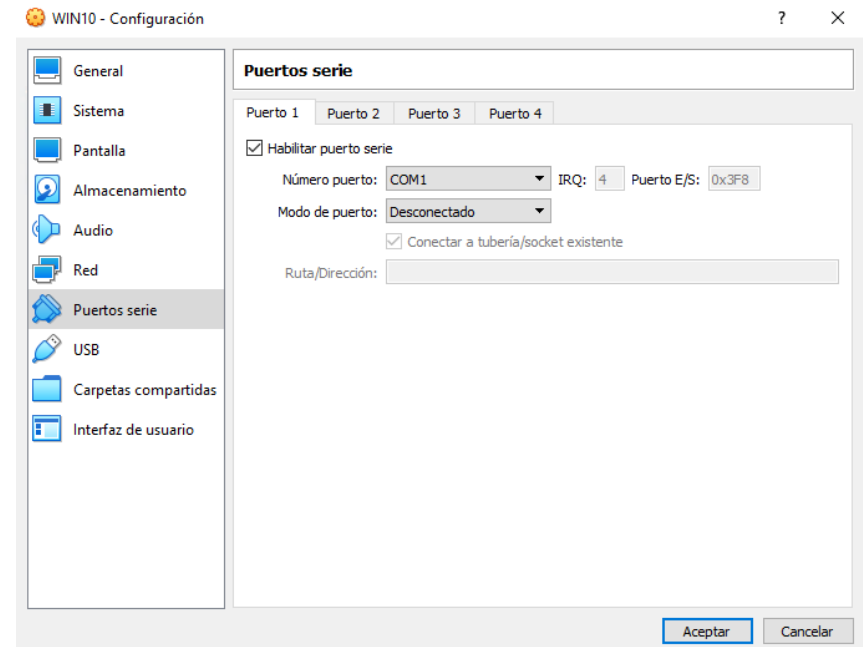 WIN10 - Configuración
?
General
Sistema
Pantalla
Almacenamiento
Audio
Red
Puertos serie
USB
Carpetas compartidas
Interfaz de usuario
Puertos serie
Puerto 1 Puerto 2 Puerto 3 Puerto 4
Habilitar puerto serie
Número puerto: COM1 IRQ: 4 Puerto E/S: 0x3F8
Modo de puerto: Desconectado
Conectar a tubería/socket existente
Ruta/Dirección:
Aceptar Cancelar